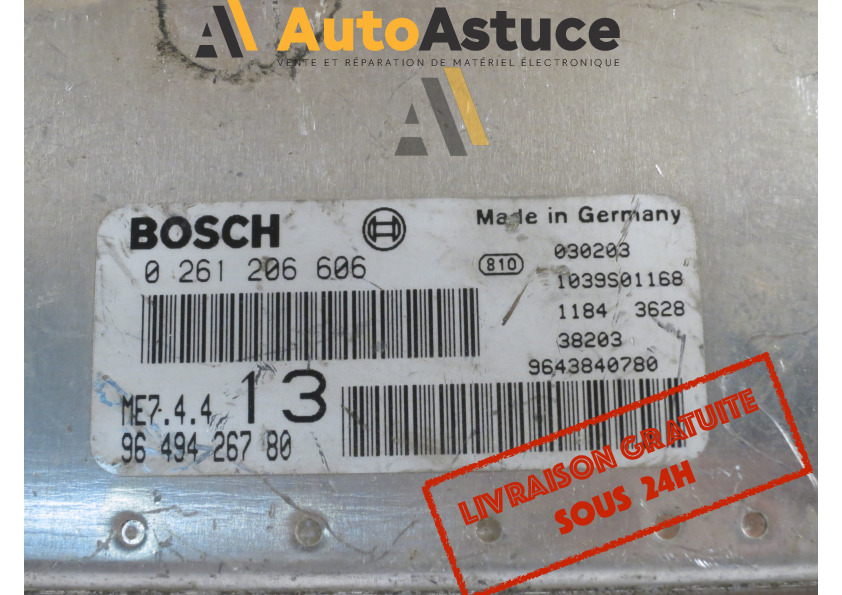 AutoAstuce
VENTE ET RÉPARATION DE MATÉRIEL ÉLECTRONIQUE
BOSCH
Made in Germany
0 261 206 606
810
030203
1039S01168
1184 3628
38203
9643840780
ME7.4.4
13
96 494 267 80
LIVRAISON GRATUITE
SOUS 24H